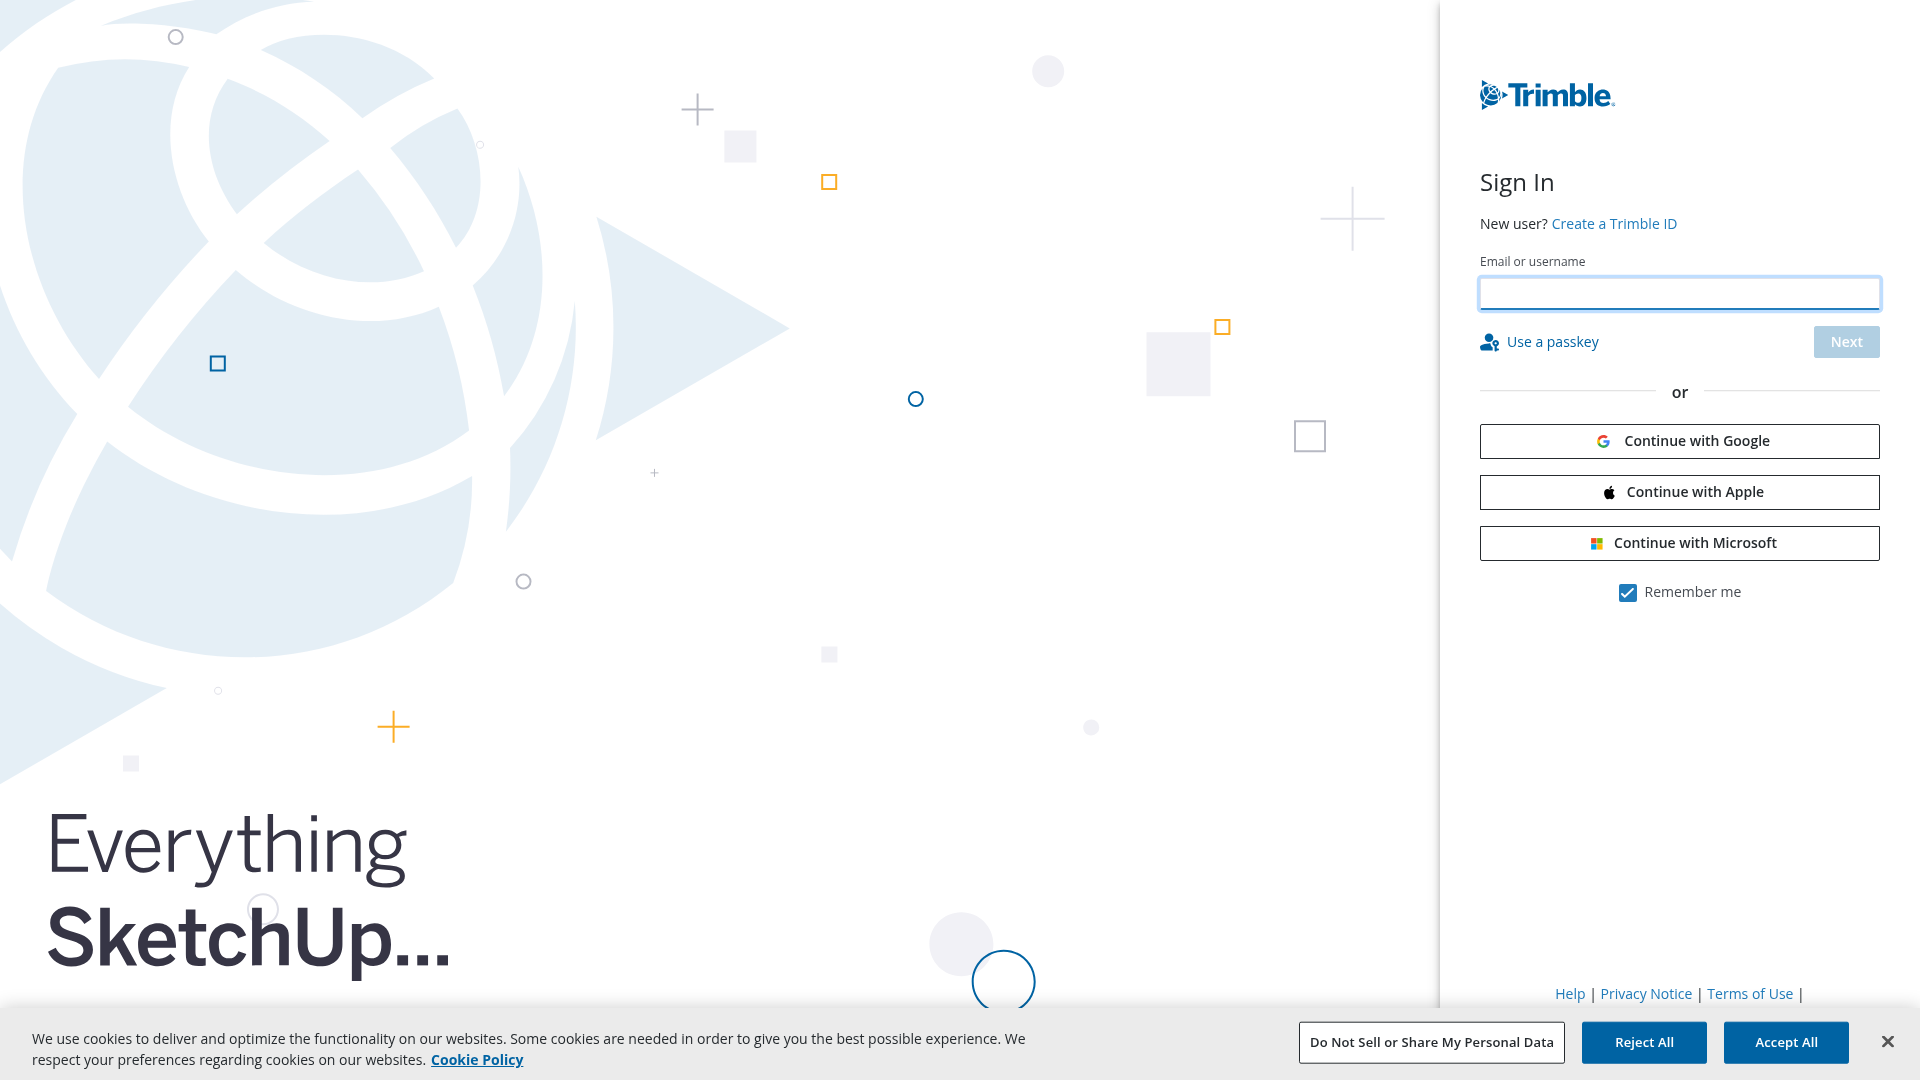 Everything
SketchUp...
Trimble
Sign In
New user? Create a Trimble ID
Email or username
Use a passkey
Next
or
Continue with Google
Continue with Apple
Continue with Microsoft
Remember me
Help | Privacy Notice | Terms of Use |
We use cookies to deliver and optimize the functionality on our websites. Some cookies are needed in order to give you the best possible experience. We
respect your preferences regarding cookies on our websites. Cookie Policy
Do Not Sell or Share My Personal Data
Reject All
Accept All